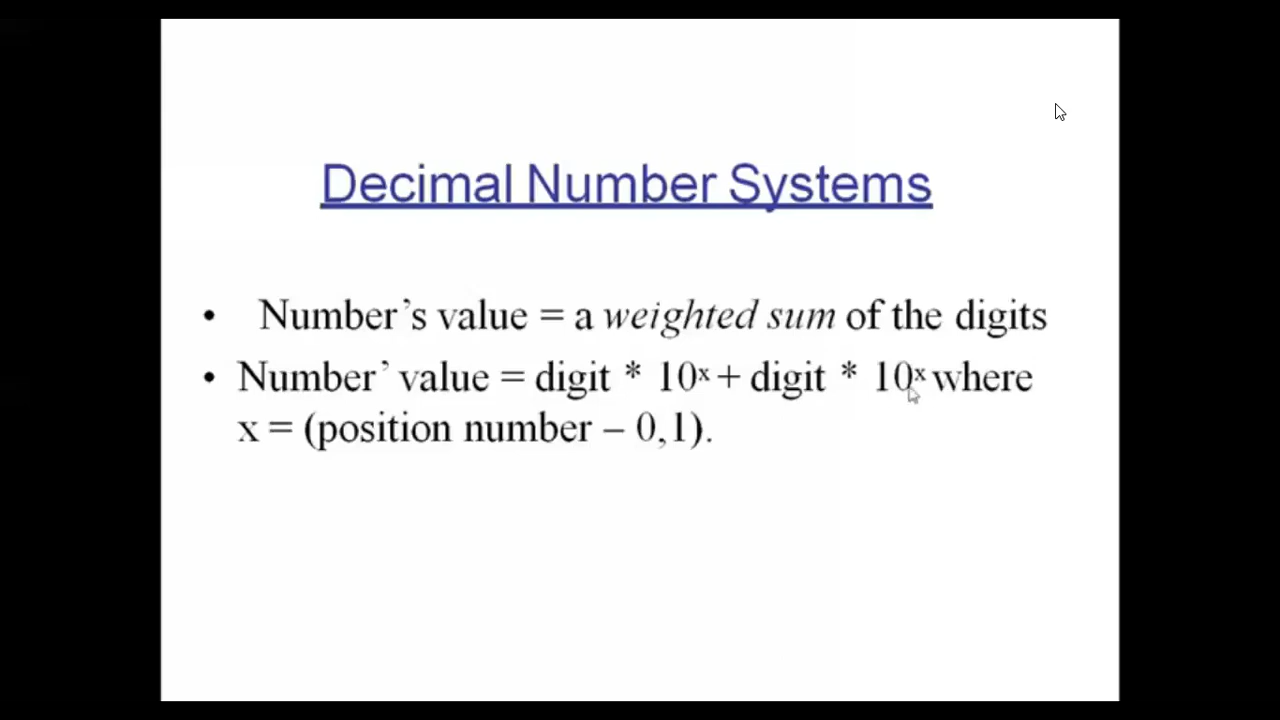 Decimal Number Systems
• Number's value = a weighted sum of the digits
• Number' value = digit * 10ˣ + digit * 10ˣ where
x = (position number – 0,1).